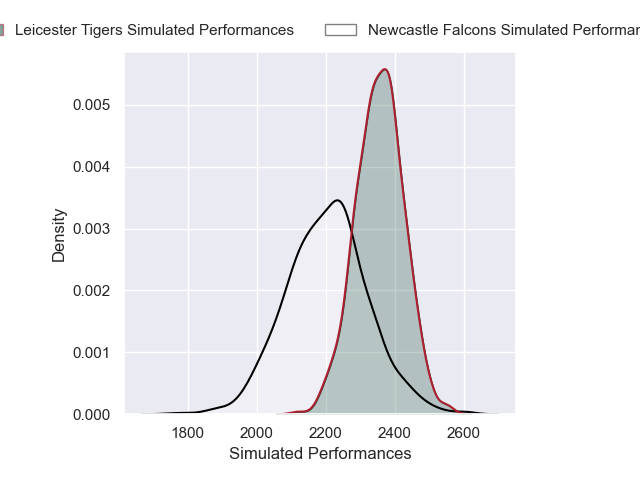 Leicester Tigers Simulated Performances Newcastle Falcons Simulated Performan
0.005
0.004
0.003
0.002
0.001
0.000
Density
1800 2000 2200 2400 2600
Simulated Performances